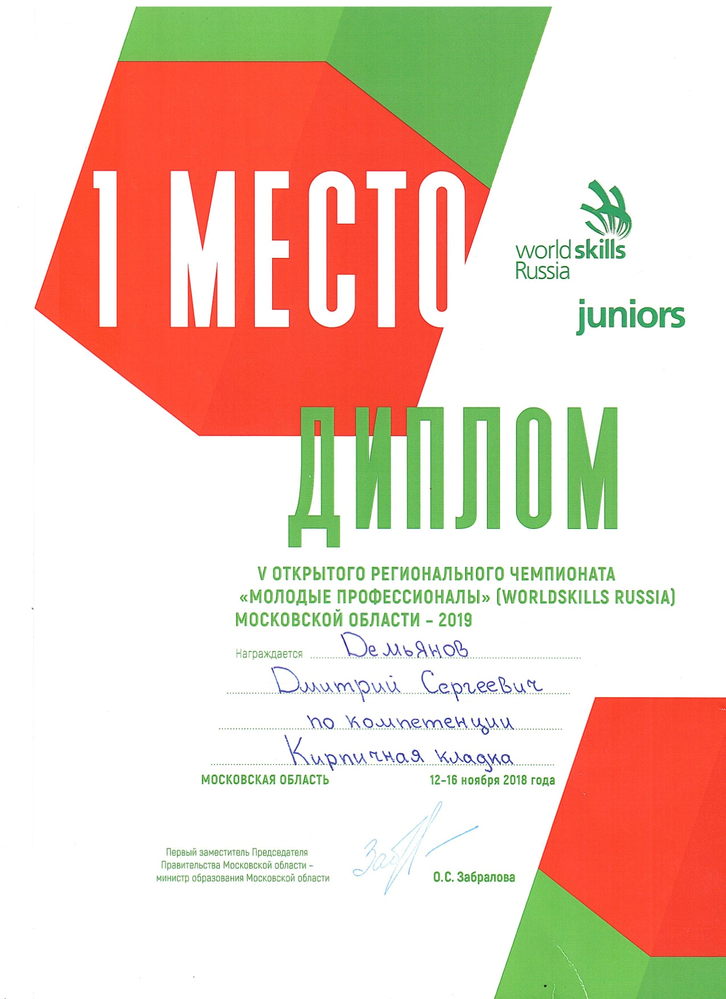 1 МЕСТО
world skills
Russia
juniors
ДИПЛОМ
V ОТКРЫТОГО РЕГИОНАЛЬНОГО ЧЕМПИОНАТА
«МОЛОДЫЕ ПРОФЕССИОНАЛЫ» (WORLDSKILLS RUSSIA)
МОСКОВСКОЙ ОБЛАСТИ – 2019
Награждается Демьянов
Дмитрий Сергеевич
по компетенции
Кирпичная кладка
МОСКОВСКАЯ ОБЛАСТЬ 12–16 ноября 2018 года
Первый заместитель Председателя
Правительства Московской области –
министр образования Московской области
О.С. Забралова